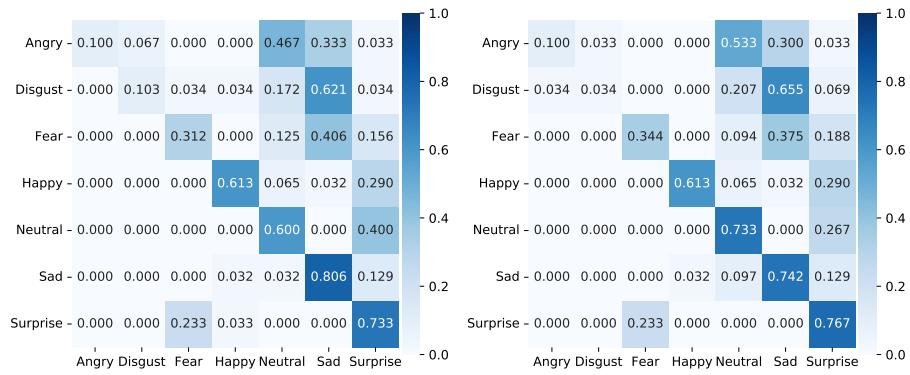 1.0
Angry 0.100 0.067 0.000 0.000 0.467 0.333 0.033
Disgust 0.103 0.034 0.034 0.172 0.621 0.034
0.000
0.8
Fear 0.000 0.000 0.312 0.000 0.125 0.406 0.156
0.6
Happy 0.000 0.000 0.000 0.613 0.065 0.032 0.290
0.4
Neutral 0.000 0.000 0.000 0.000 0.600 0.000 0.400
Sad 0.000 0.000 0.000 0.032 0.032 0.806 0.129
0.2
Surprise 0.000 0.000 0.233 0.033 0.000 0.000 0.733
0.0
Angry Disgust Fear Happy Neutral Sad Surprise
1.0
Angry 0.100 0.033 0.000 0.000 0.533 0.300 0.033
Disgust 0.034 0.034 0.000 0.000 0.207 0.655 0.069
0.8
Fear 0.000 0.000 0.344 0.000 0.094 0.375 0.188
0.6
Happy 0.000 0.000 0.000 0.613 0.065 0.032 0.290
0.4
Neutral 0.000 0.000 0.000 0.000 0.733 0.000 0.267
Sad 0.000 0.000 0.000 0.032 0.097 0.742 0.129
0.2
Surprise 0.000 0.000 0.233 0.000 0.000 0.000 0.767
0.0
Angry Disgust Fear Happy Neutral Sad Surprise